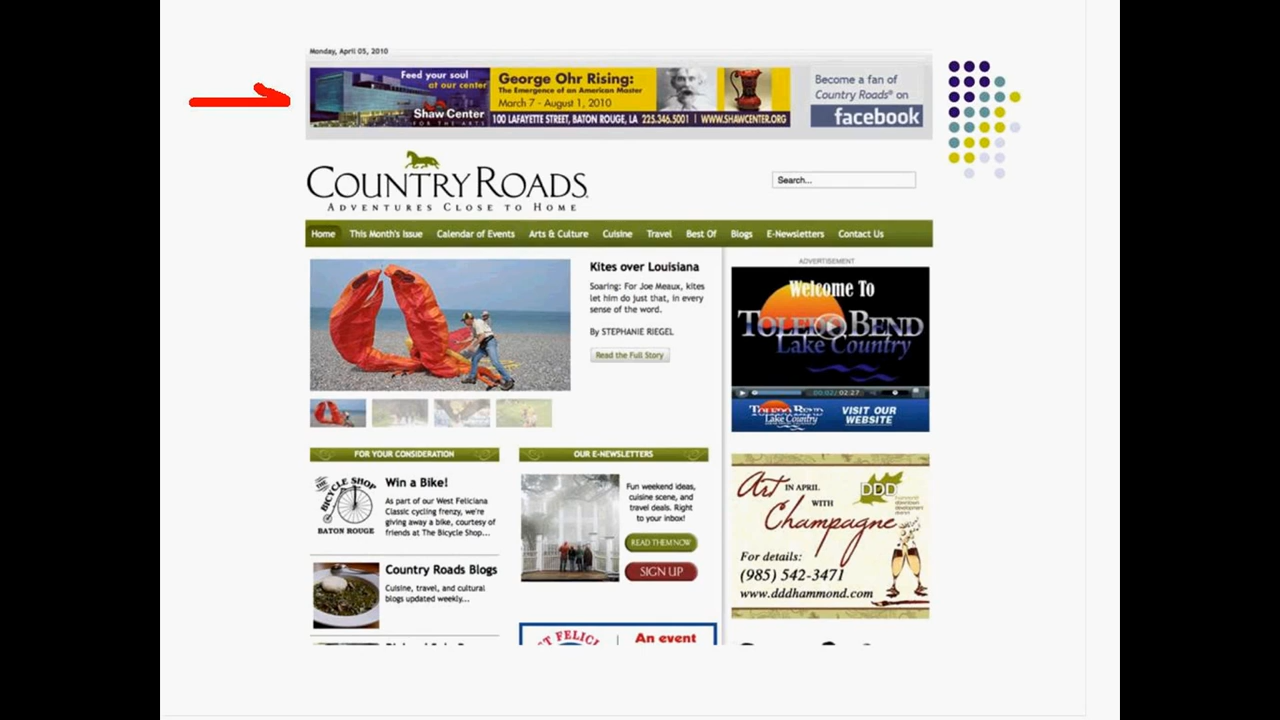 Monday, April 05, 2010
Feed your soul
at our center
Shaw Center
FOR THE ARTS
George Ohr Rising:
The Emergence of an American Master
March 7 - August 1, 2010
100 LAFAYETTE STREET, BATON ROUGE, LA 225.346.5001 | WWW.SHAWCENTER.ORG
Become a fan of
Country Roads® on
facebook
COUNTRY ROADS
ADVENTURES CLOSE TO HOME
Search...
Home This Month's Issue Calendar of Events Arts & Culture Cuisine Travel Best Of Blogs E-Newsletters Contact Us
Kites over Louisiana
Soaring: For Joe Meaux, kites
let him do just that, in every
sense of the word.
By STEPHANIE RIEGEL
Read the Full Story
ADVERTISEMENT
Welcome To
TOLEDO BEND
Lake Country
00:02 / 02:27
TOLEDO BEND
Lake Country
VISIT OUR
WEBSITE
FOR YOUR CONSIDERATION
THE BICYCLE SHOP
BATON ROUGE
Win a Bike!
As part of our West Feliciana
Classic cycling frenzy, we're
giving away a bike, courtesy of
friends at The Bicycle Shop...
Country Roads Blogs
Cuisine, travel, and cultural
blogs updated weekly...
OUR E-NEWSLETTERS
Fun weekend ideas,
cuisine scene, and
travel deals. Right
to your inbox!
READ THEM NOW
SIGN UP
An event
Art IN APRIL
WITH
Champagne
DDD
For details:
(985) 542-3471
www.dddhammond.com